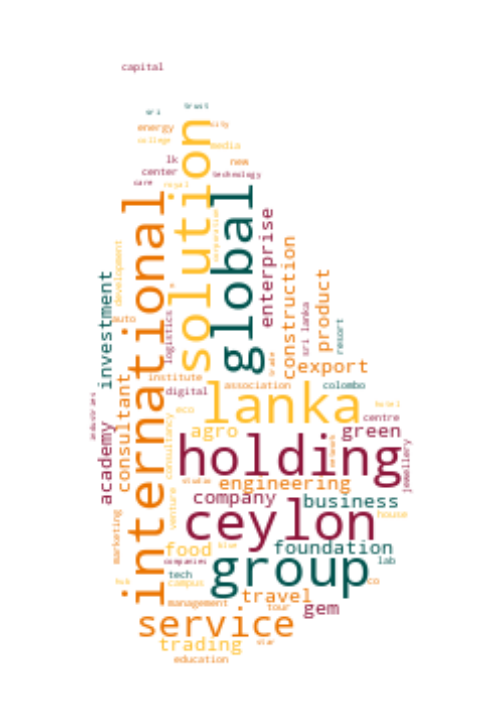 capital
trust
sri
energy
city
college
media
solution
lk
new
center
technology
care
royal
international
global
corporation
enterprise
construction
development
investment
product
sri lanka
resort
auto
logistics
trade
export
institute
association
colombo
consultant
digital
lanka
hotel
industries
eco
centre
academy
agro
green
consultancy
holding
network
jewellery
engineering
studio
company
business
venture
ceylon
house
marketing
food
blue
foundation
companies
group
lab
tech
campus
hub
co
travel
management
tour
gem
service
trading
star
education